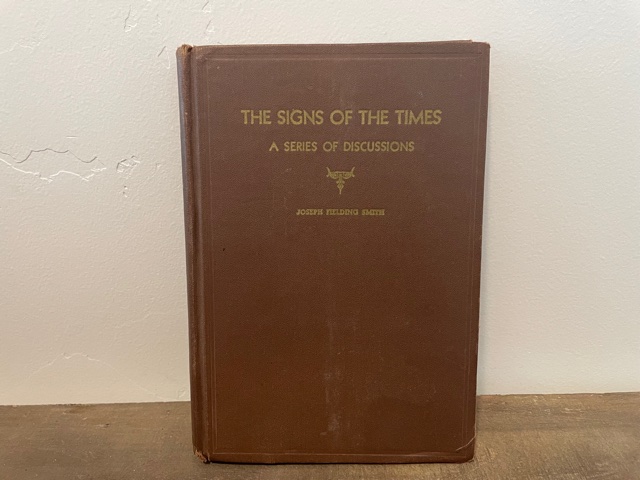 THE SIGNS OF THE TIMES
A SERIES OF DISCUSSIONS
JOSEPH FIELDING SMITH